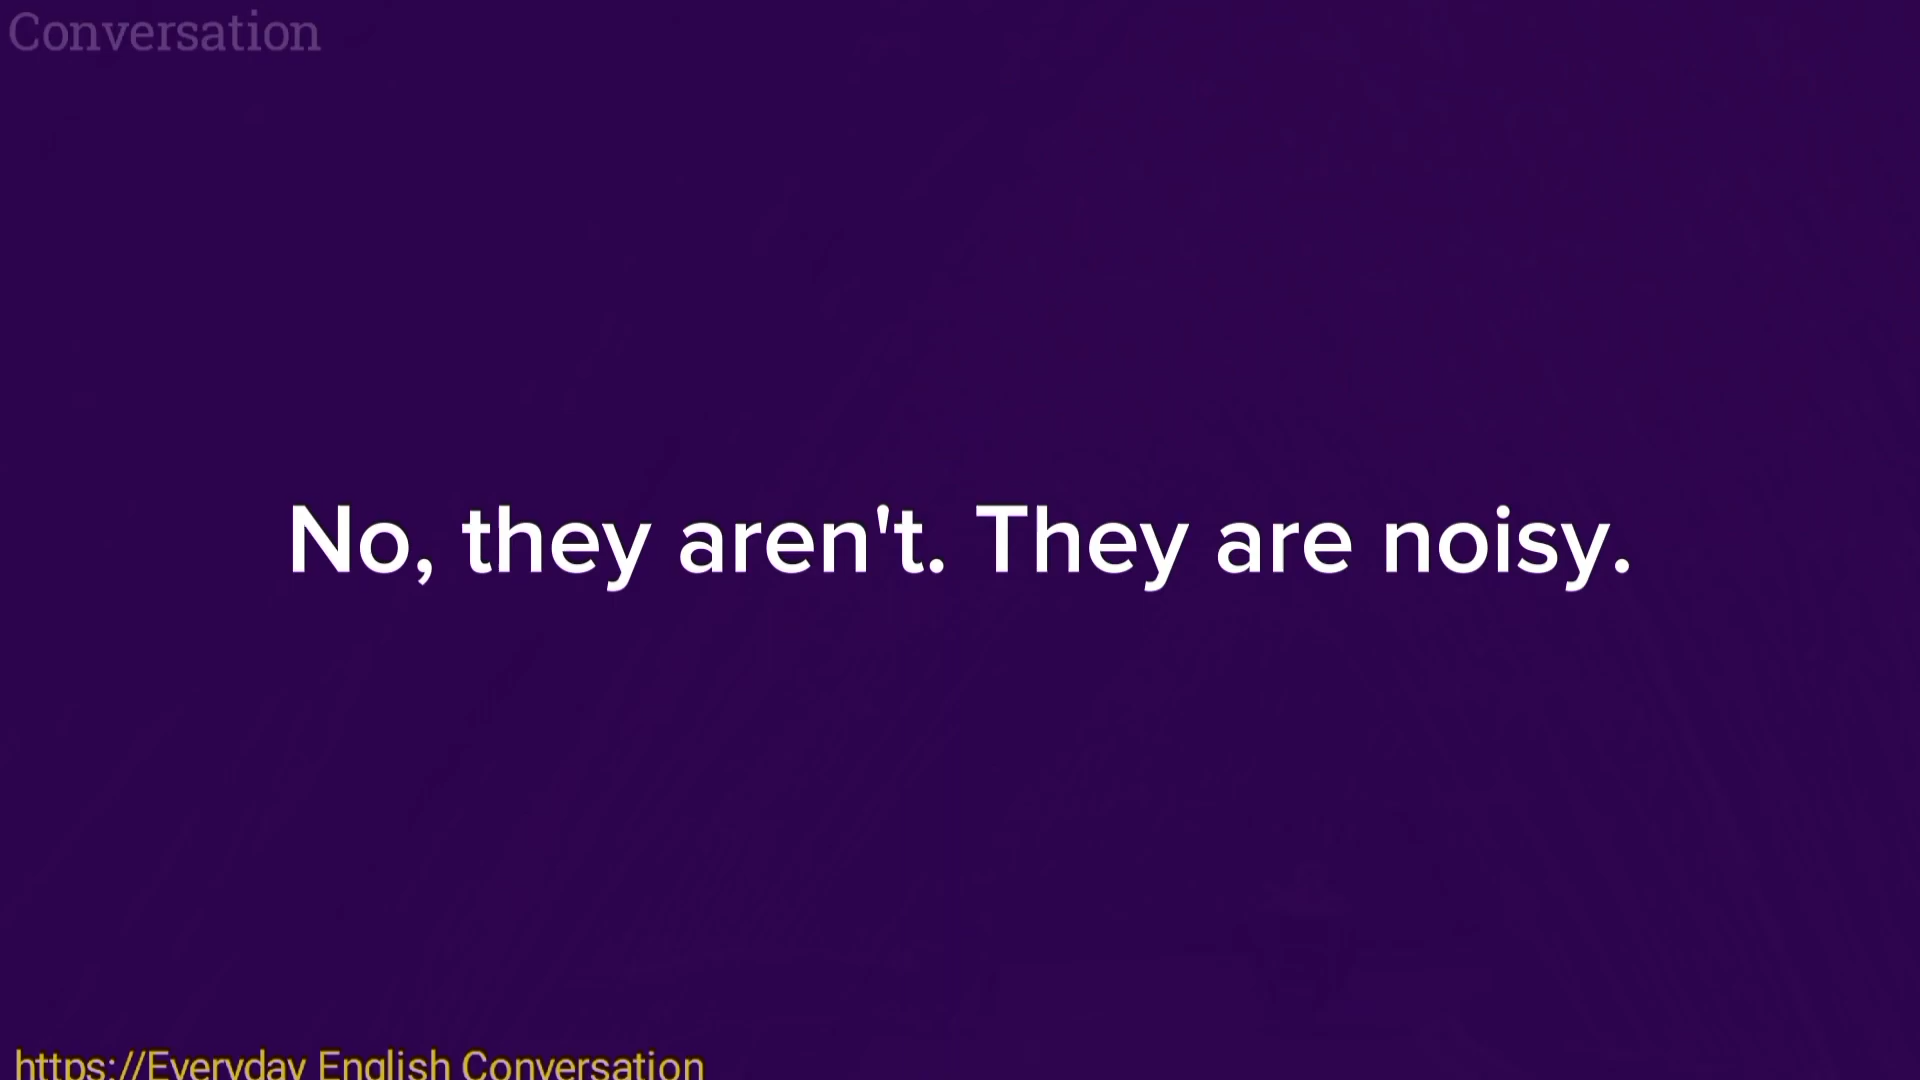 Conversation
No, they aren't. They are noisy.
https://Everyday English Conversation